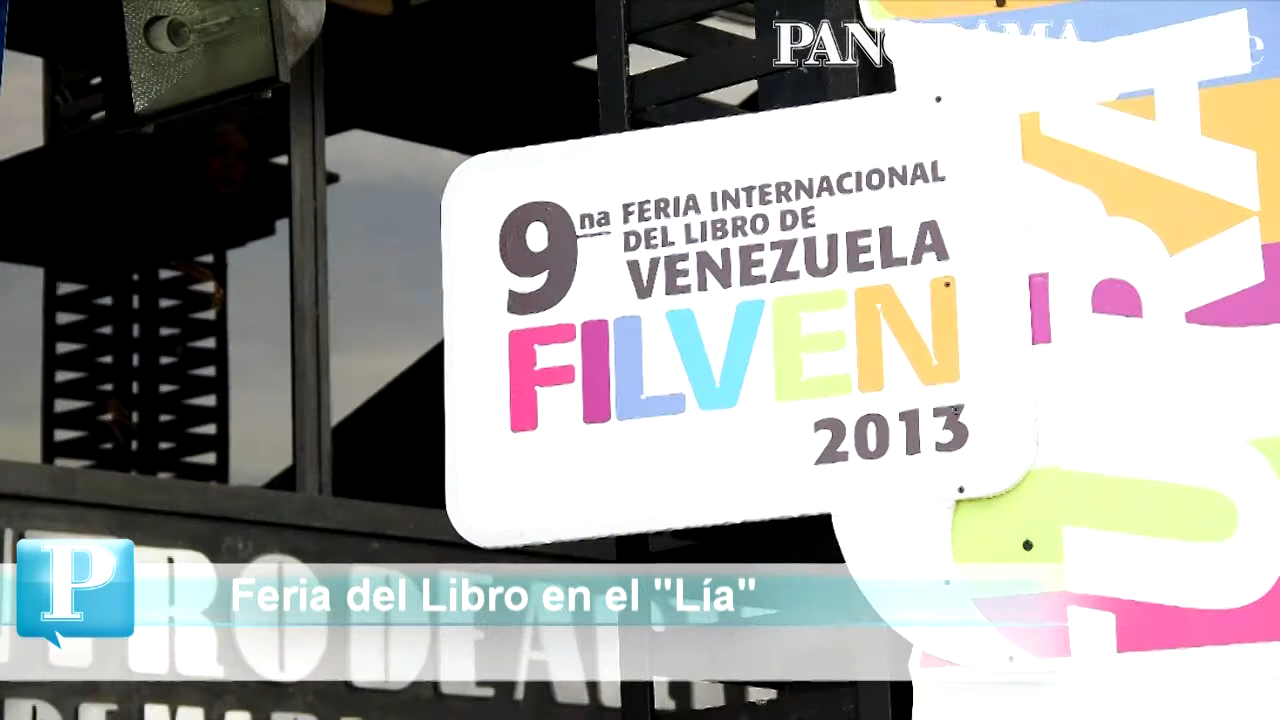 PANORAMA
9na FERIA INTERNACIONAL
DEL LIBRO DE
VENEZUELA
FILVEN
2013
P
Feria del Libro en el "Lía"